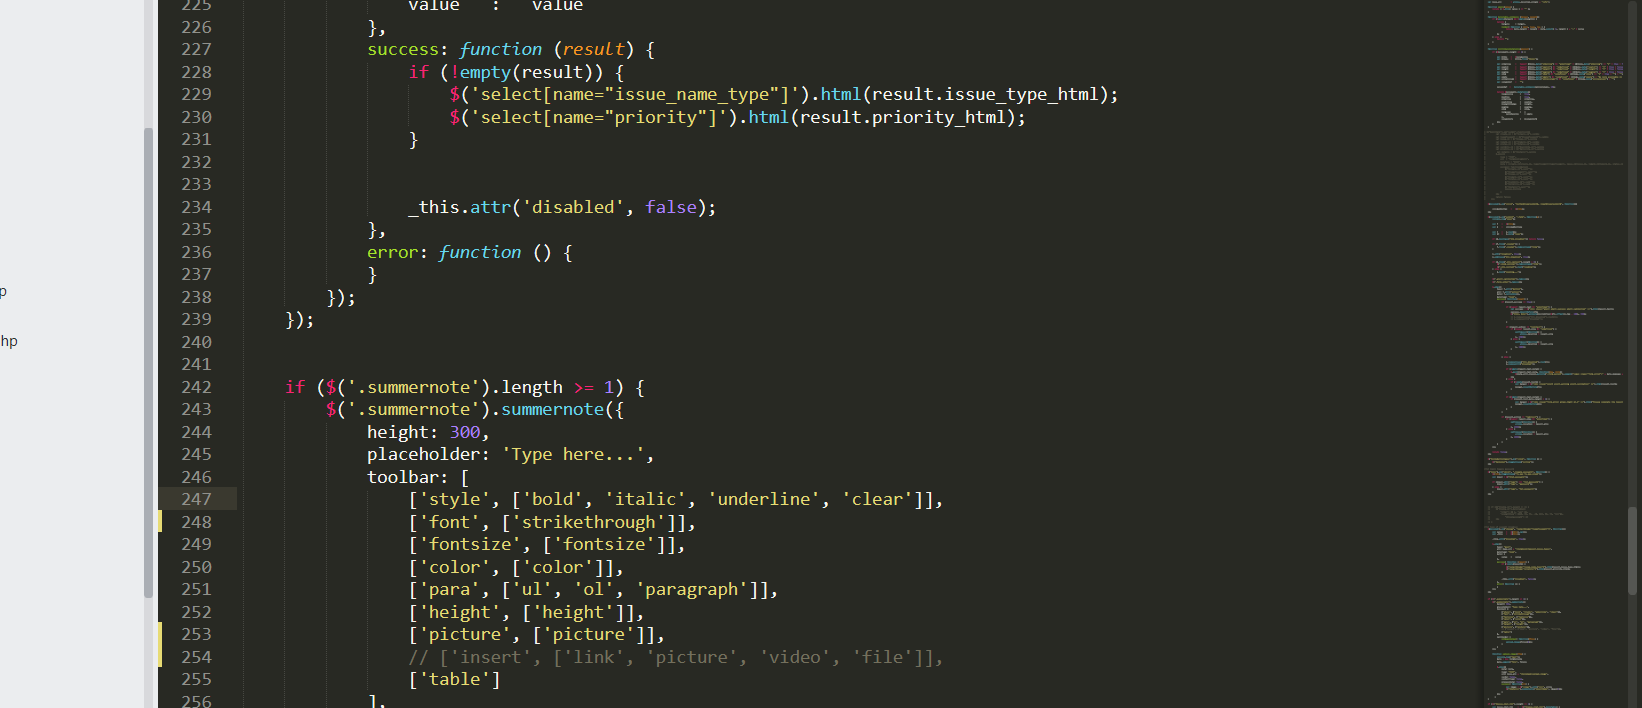 225 value : value
226 },
227 success: function (result) {
228 if (!empty(result)) {
229 $('select[name="issue_name_type"]').html(result.issue_type_html);
230 $('select[name="priority"]').html(result.priority_html);
231 }
232
233
234 _this.attr('disabled', false);
235 },
236 error: function () {
237 }
238 });
239 });
240
241
242 if ($('.summernote').length >= 1) {
243 $('.summernote').summernote({
244 height: 300,
245 placeholder: 'Type here...',
246 toolbar: [
247 ['style', ['bold', 'italic', 'underline', 'clear']],
248 ['font', ['strikethrough']],
249 ['fontsize', ['fontsize']],
250 ['color', ['color']],
251 ['para', ['ul', 'ol', 'paragraph']],
252 ['height', ['height']],
253 ['picture', ['picture']],
254 // ['insert', ['link', 'picture', 'video', 'file']],
255 ['table']
256 ],
p
hp